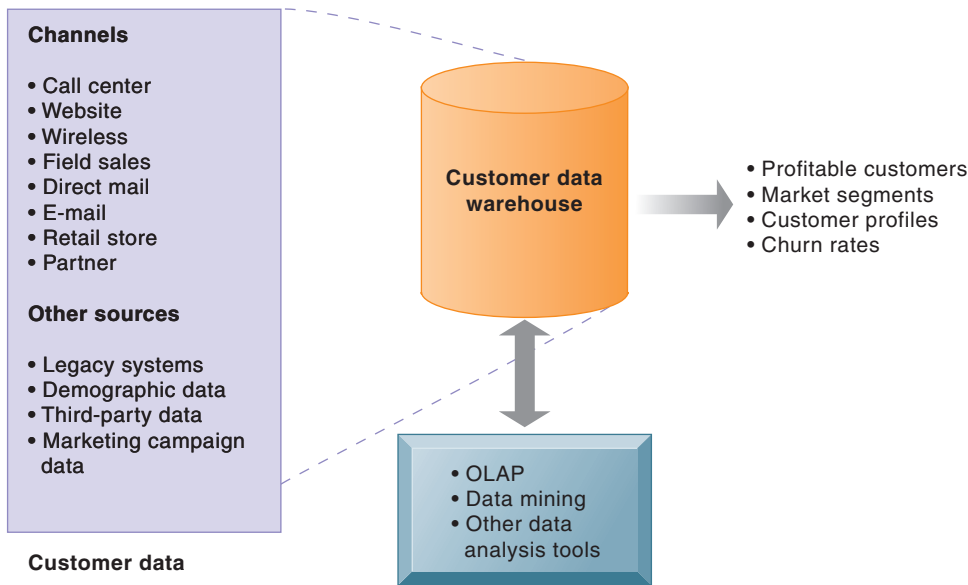 Channels
• Call center
• Website
• Wireless
• Field sales
• Direct mail
• E-mail
• Retail store
• Partner
Other sources
• Legacy systems
• Demographic data
• Third-party data
• Marketing campaign
data
Customer data
Customer data
warehouse
• Profitable customers
• Market segments
• Customer profiles
• Churn rates
• OLAP
• Data mining
• Other data
analysis tools